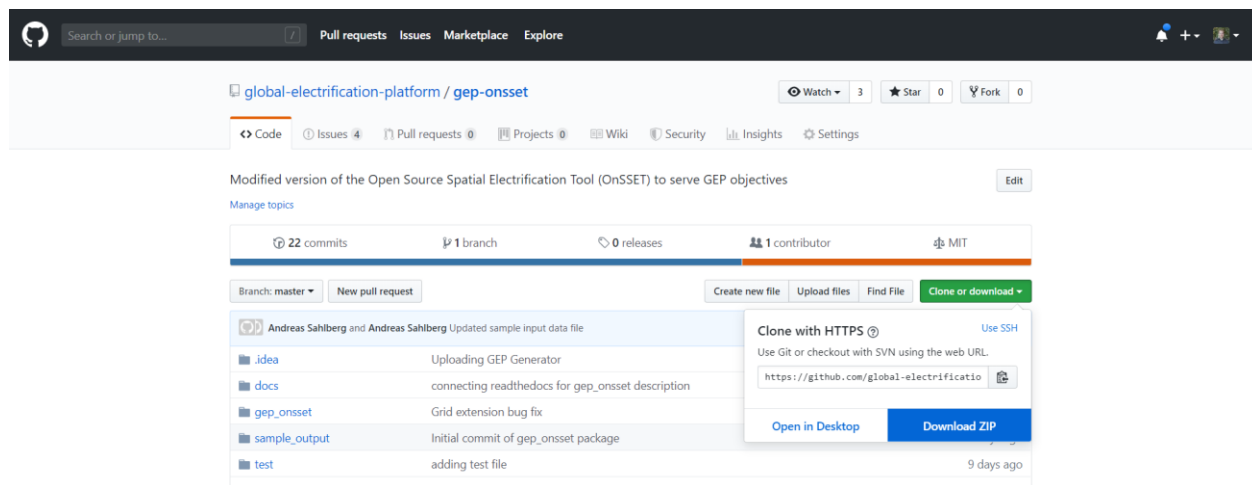 Search or jump to... /
Pull requests Issues Marketplace Explore
global-electrification-platform / gep-onsset
Watch 3 Star 0 Fork 0
Code Issues 4 Pull requests 0 Projects 0 Wiki Security Insights Settings
Modified version of the Open Source Spatial Electrification Tool (OnSSET) to serve GEP objectives
Edit
Manage topics
22 commits 1 branch 0 releases 1 contributor MIT
Branch: master New pull request Create new file Upload files Find File Clone or download
Andreas Sahlberg and Andreas Sahlberg Updated sample input data file
.idea Uploading GEP Generator
docs connecting readthedocs for gep_onsset description
gep_onsset Grid extension bug fix
sample_output Initial commit of gep_onsset package
test adding test file 9 days ago
Clone with HTTPS Use SSH
Use Git or checkout with SVN using the web URL.
https://github.com/global-electrificatio
Open in Desktop Download ZIP